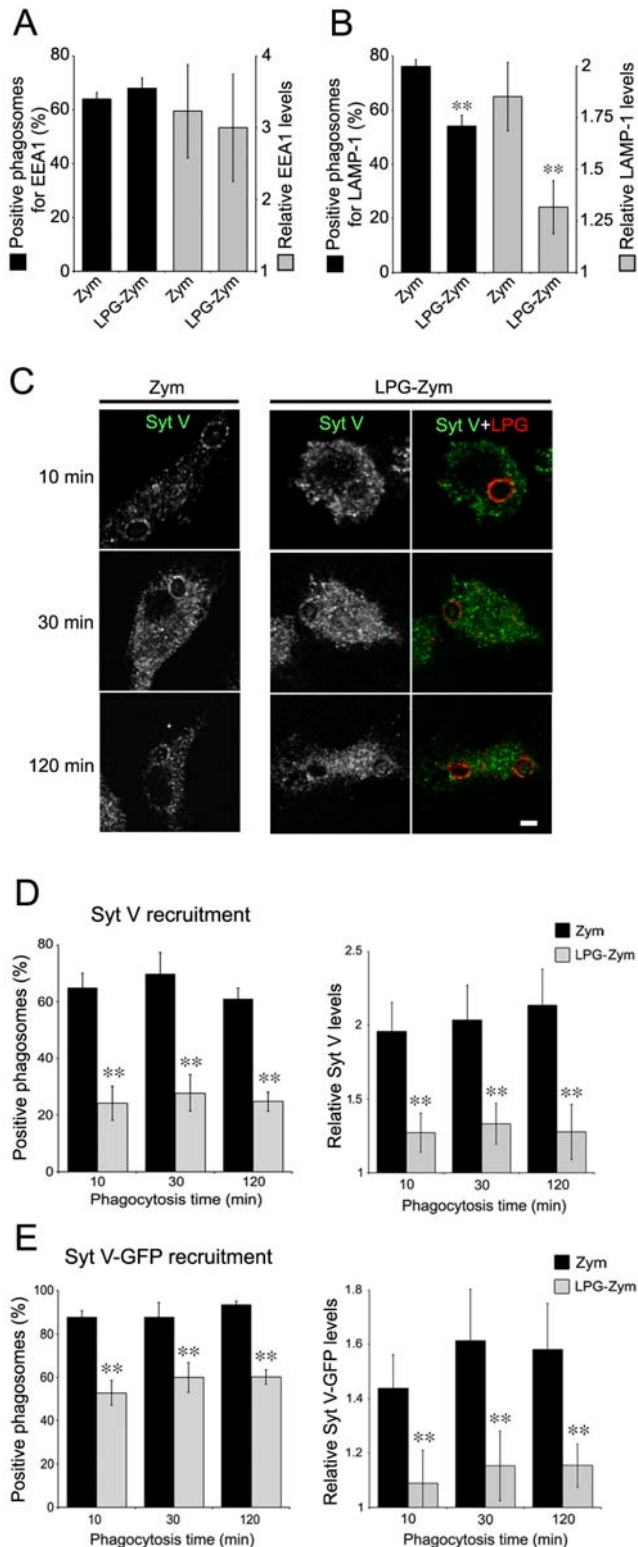 A
Positive phagosomes
for EEA1 (%)
80
60
40
20
0
4
3
2
1
Relative EEA1 levels
Zym
LPG-Zym
Zym
LPG-Zym
B
Positive phagosomes
for LAMP-1 (%)
80
60
40
20
0
**
**
2
1.75
1.5
1.25
1
Relative LAMP-1 levels
Zym
LPG-Zym
Zym
LPG-Zym
C
Zym
LPG-Zym
Syt V
Syt V
Syt V+LPG
10 min
30 min
120 min
D
Syt V recruitment
Positive phagosomes (%)
80
60
40
20
0
**
**
**
10
30
120
Phagocytosis time (min)
Zym
LPG-Zym
Relative Syt V levels
2.5
2
1.5
1
**
**
**
10
30
120
Phagocytosis time (min)
E
Syt V-GFP recruitment
Positive phagosomes (%)
100
80
60
40
20
0
**
**
**
10
30
120
Phagocytosis time (min)
Zym
LPG-Zym
Relative Syt V-GFP levels
1.8
1.6
1.4
1.2
1
**
**
**
10
30
120
Phagocytosis time (min)